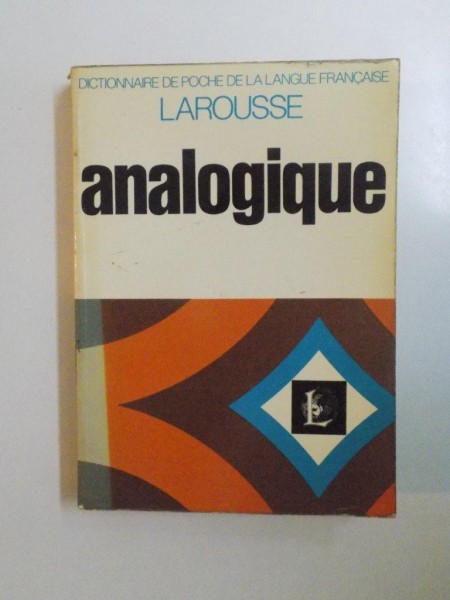 DICTIONNAIRE DE POCHE DE LA LANGUE FRANÇAISE
LAROUSSE
analogique
L